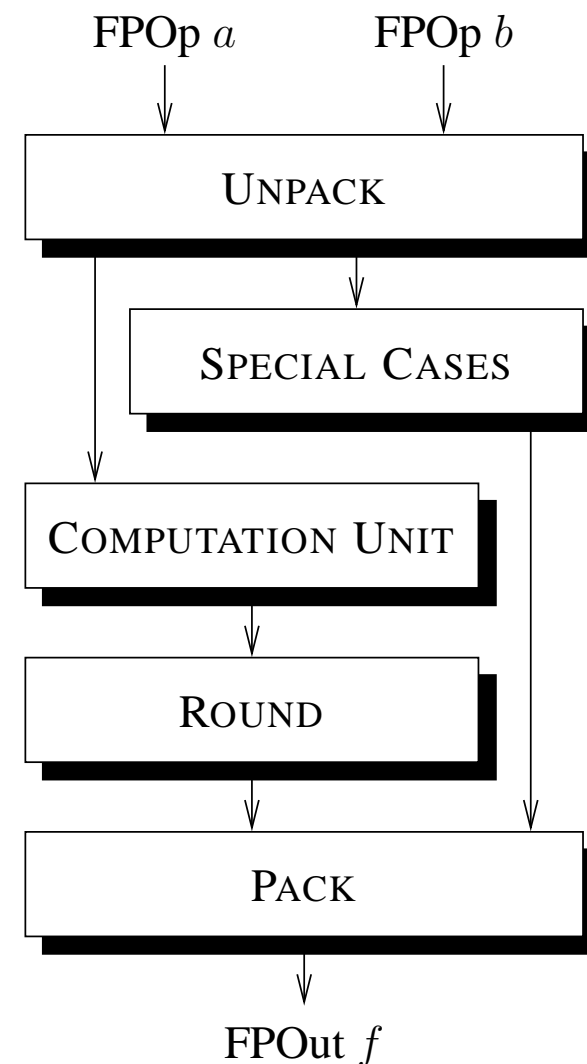 FPOp a FPOp b
UNPACK
SPECIAL CASES
COMPUTATION UNIT
ROUND
PACK
FPOut f